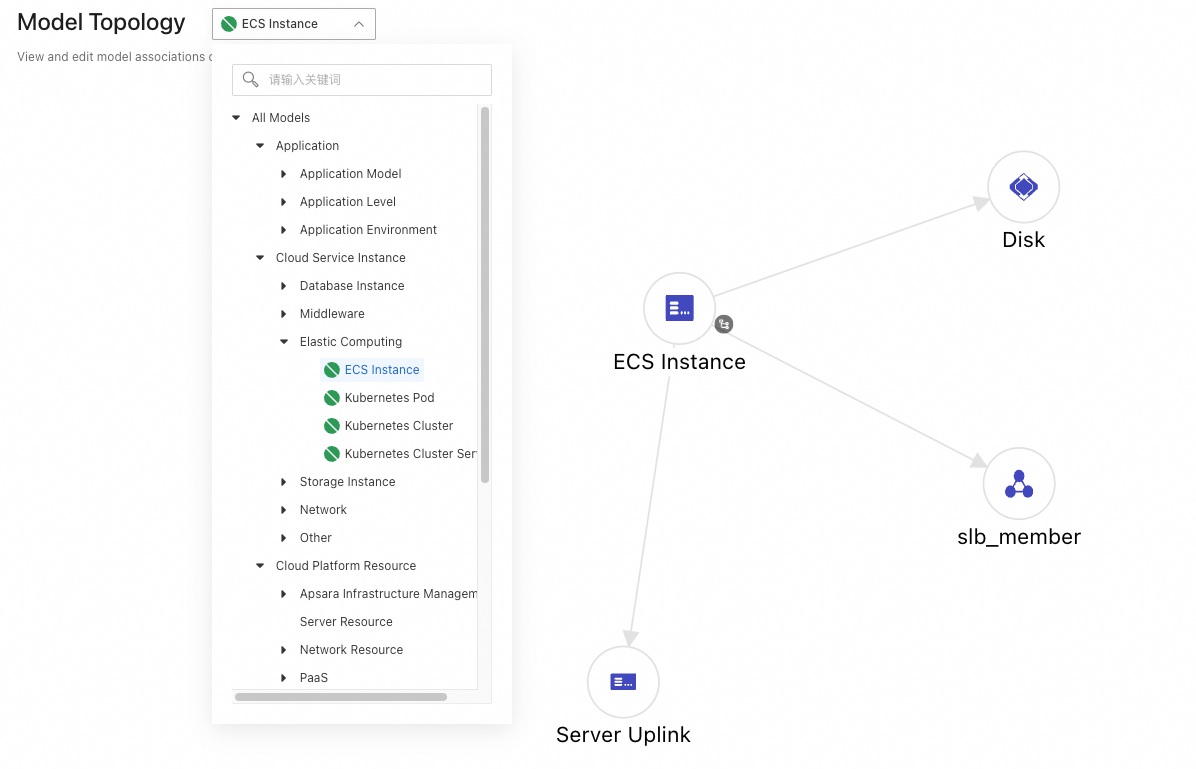 Model Topology
ECS Instance
View and edit model associations
请输入关键词
All Models
Application
Application Model
Application Level
Application Environment
Cloud Service Instance
Database Instance
Middleware
Elastic Computing
ECS Instance
Kubernetes Pod
Kubernetes Cluster
Kubernetes Cluster Ser
Storage Instance
Network
Other
Cloud Platform Resource
Apsara Infrastructure Managem
Server Resource
Network Resource
PaaS
Disk
ECS Instance
slb_member
Server Uplink